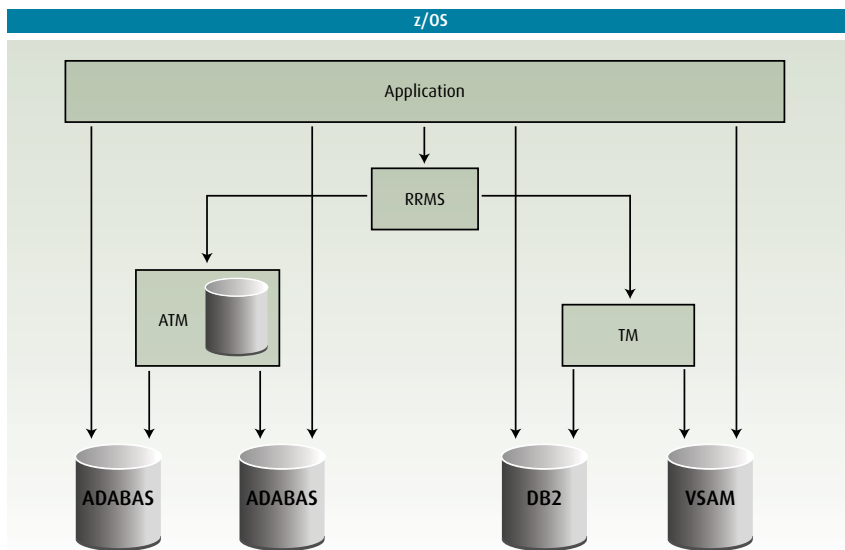 z/OS
Application
RRMS
ATM
TM
ADABAS
ADABAS
DB2
VSAM